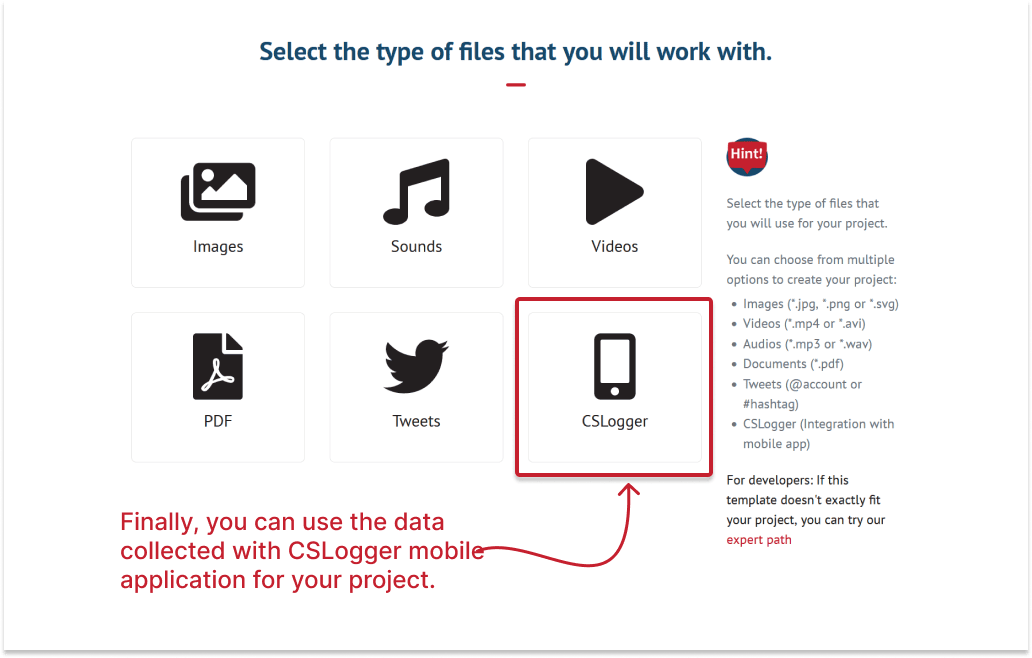 Select the type of files that you will work with.
Images
Sounds
Videos
PDF
Tweets
CSLogger
Hint!
Select the type of files that
you will use for your project.
You can choose from multiple
options to create your project:
• Images (*.jpg, *.png or *.svg)
• Videos (*.mp4 or *.avi)
• Audios (*.mp3 or *.wav)
• Documents (*.pdf)
• Tweets (@account or
#hashtag)
• CSLogger (Integration with
mobile app)
For developers: If this
template doesn't exactly fit
your project, you can try our
expert path
Finally, you can use the data
collected with CSLogger mobile
application for your project.